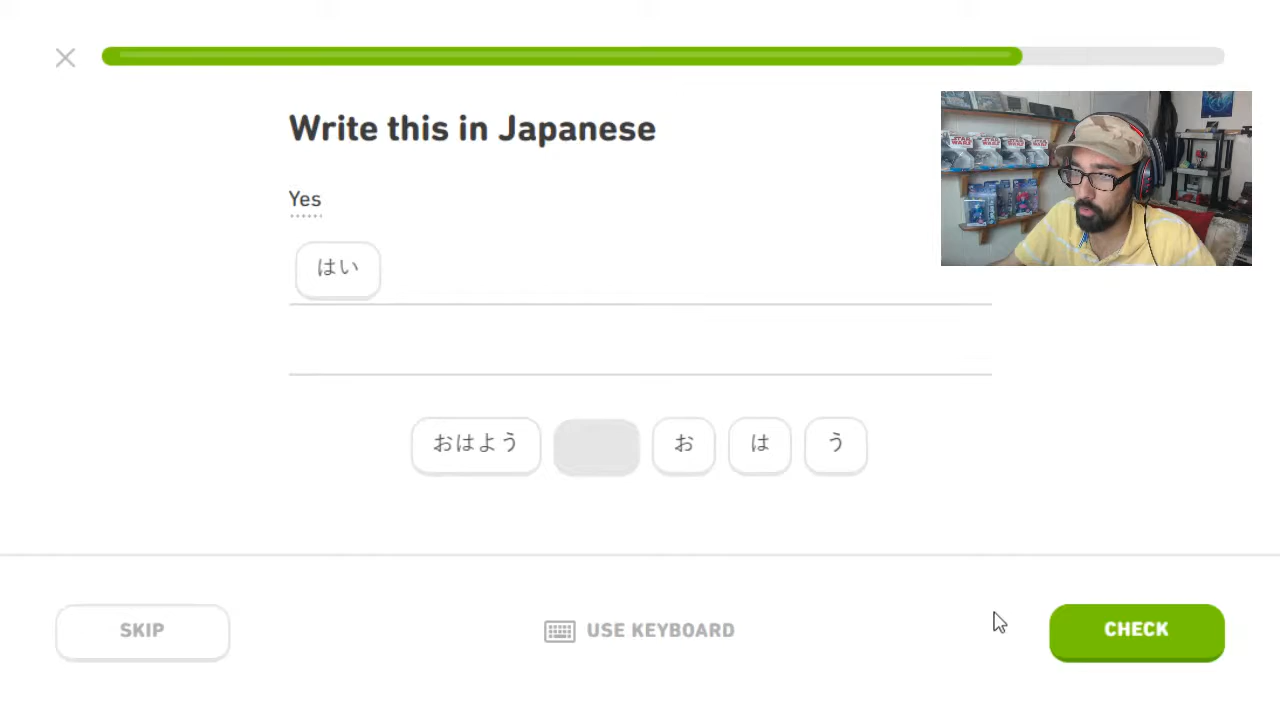 Write this in Japanese
Yes
はい
おはよう お は う
SKIP
USE KEYBOARD
CHECK